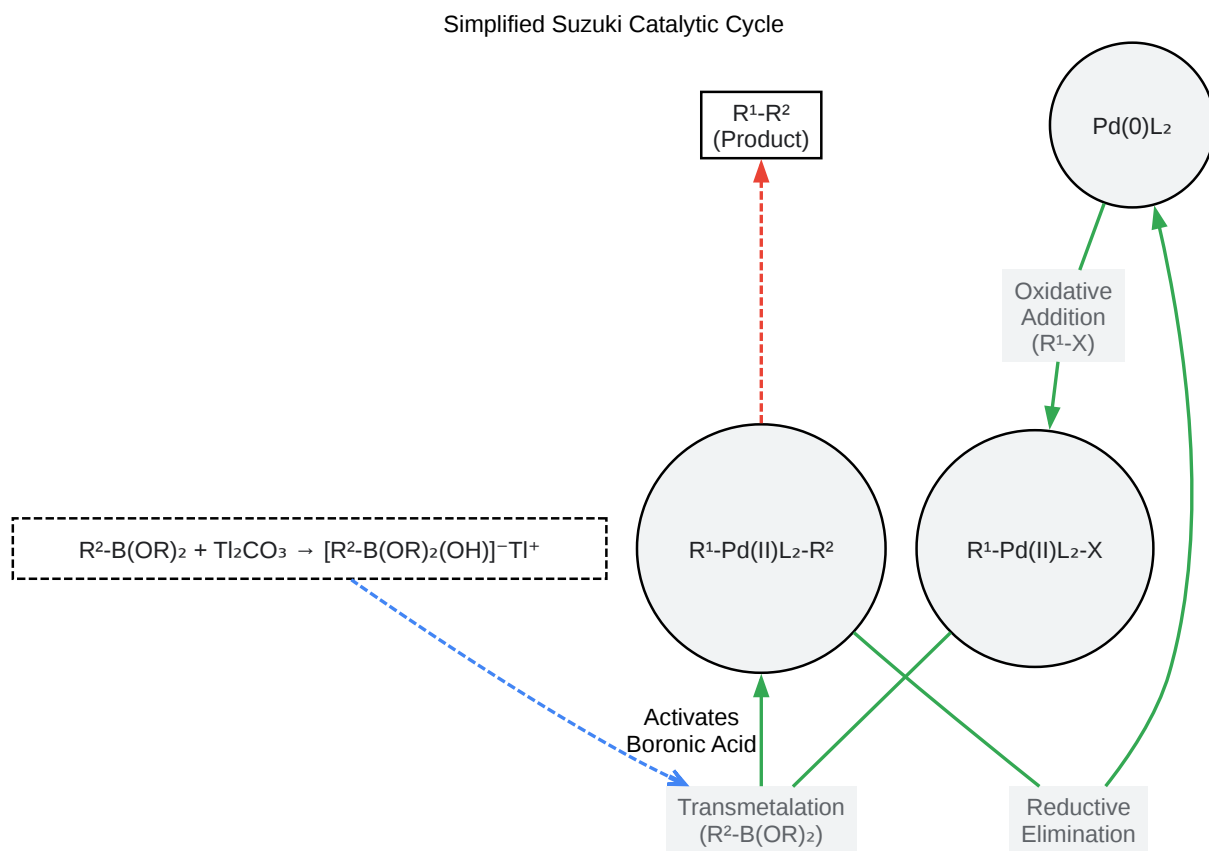 Simplified Suzuki Catalytic Cycle
R¹-R²
(Product)
Pd(0)L₂
Oxidative
Addition
(R¹-X)
R²-B(OR)₂ + Tl₂CO₃ → [R²-B(OR)₂(OH)]⁻Tl⁺
R¹-Pd(II)L₂-R²
R¹-Pd(II)L₂-X
Activates
Boronic Acid
Transmetalation
(R²-B(OR)₂)
Reductive
Elimination